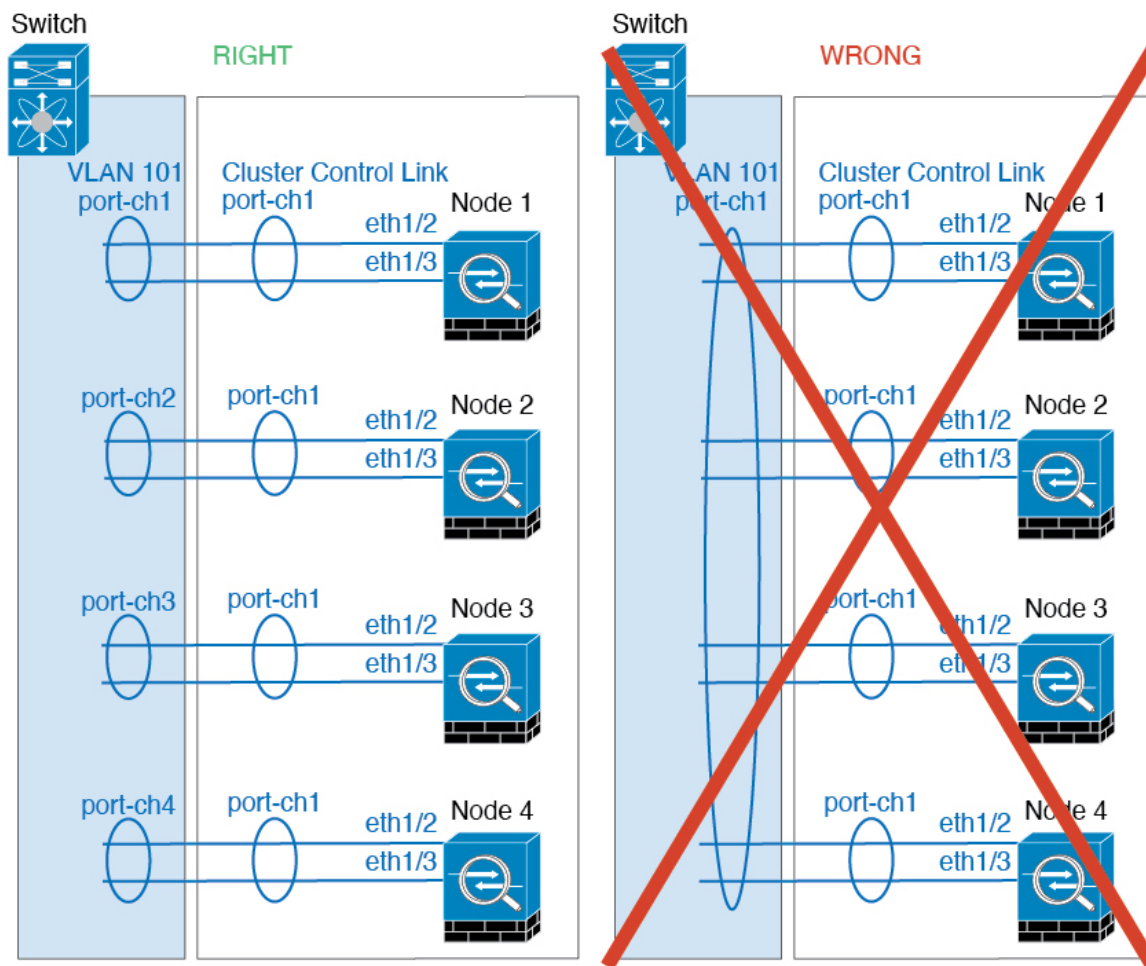 Switch
RIGHT
VLAN 101
port-ch1
Cluster Control Link
port-ch1
Node 1
eth1/2
eth1/3
port-ch2
port-ch1
Node 2
eth1/2
eth1/3
port-ch3
port-ch1
Node 3
eth1/2
eth1/3
port-ch4
port-ch1
Node 4
eth1/2
eth1/3
Switch
WRONG
VLAN 101
port-ch1
Cluster Control Link
port-ch1
Node 1
eth1/2
eth1/3
port-ch1
Node 2
eth1/2
eth1/3
port-ch1
Node 3
eth1/2
eth1/3
port-ch1
Node 4
eth1/2
eth1/3